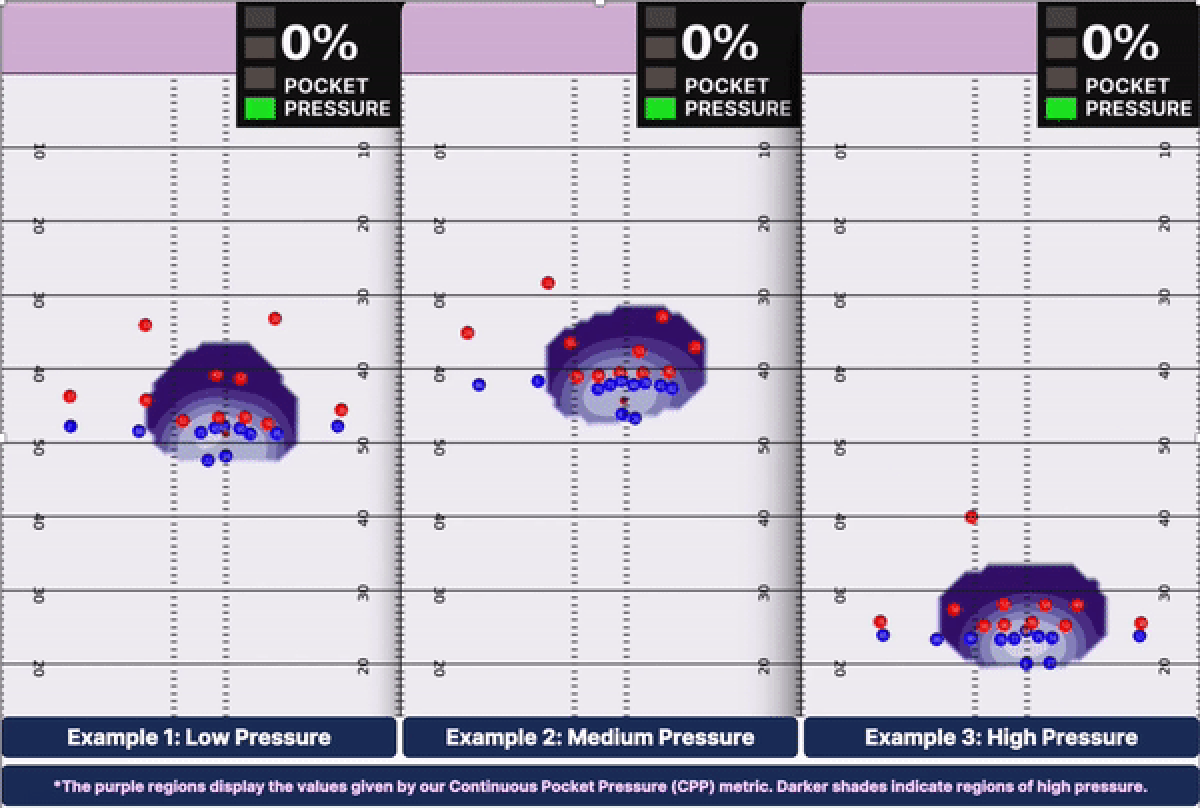 0%
POCKET
PRESSURE
0%
POCKET
PRESSURE
0%
POCKET
PRESSURE
10 10 10 10 10 10
20 20 20 20 20 20
30 30 30 30 30 30
40 40 40 40 40 40
50 50 50 50 50 50
40 40 40 40 40 40
30 30 30 30 30 30
20 20 20 20 20 20
Example 1: Low Pressure
Example 2: Medium Pressure
Example 3: High Pressure
*The purple regions display the values given by our Continuous Pocket Pressure (CPP) metric. Darker shades indicate regions of high pressure.